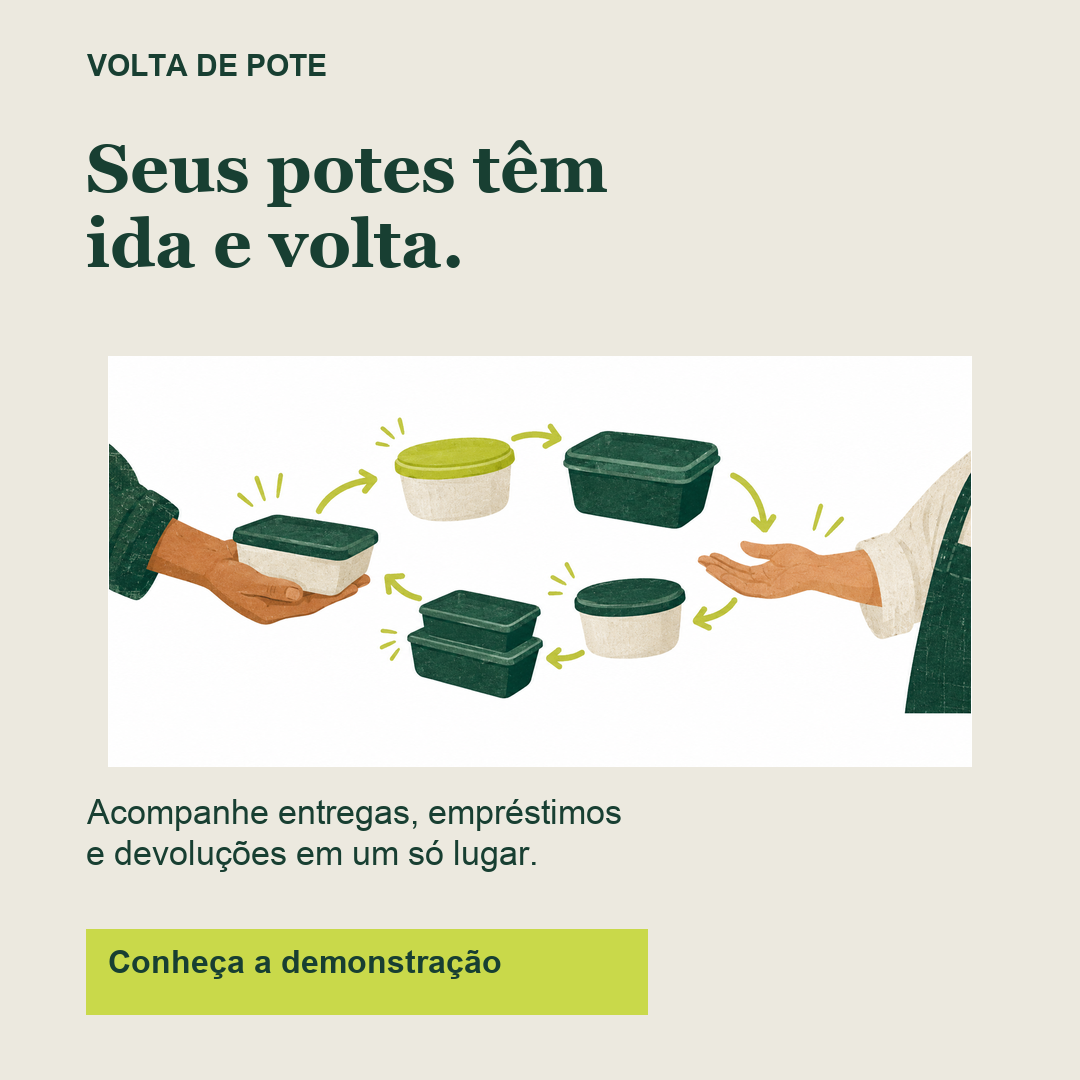 VOLTA DE POTE
Seus potes têm
ida e volta.
Acompanhe entregas, empréstimos
e devoluções em um só lugar.
Conheça a demonstração